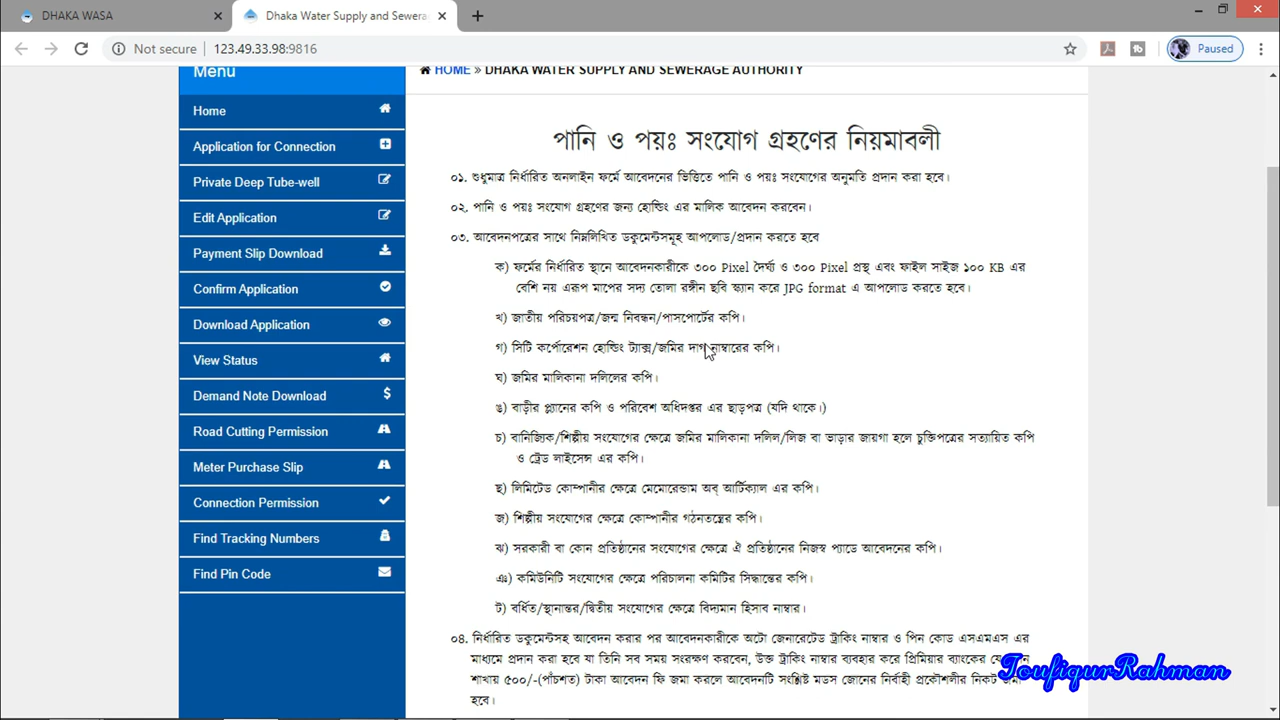 DHAKA WASA
Dhaka Water Supply and Sewera
Not secure
123.49.33.98:9816
Paused
Menu
HOME » DHAKA WATER SUPPLY AND SEWERAGE AUTHORITY
Home
Application for Connection
Private Deep Tube-well
Edit Application
Payment Slip Download
Confirm Application
Download Application
View Status
Demand Note Download
Road Cutting Permission
Meter Purchase Slip
Connection Permission
Find Tracking Numbers
Find Pin Code
পানি ও পয়ঃ সংযোগ গ্রহণের নিয়মাবলী
০১. শুধুমাত্র নির্ধারিত অনলাইন ফর্মে আবেদনের ভিত্তিতে পানি ও পয়ঃ সংযোগের অনুমতি প্রদান করা হবে।
০২. পানি ও পয়ঃ সংযোগ গ্রহণের জন্য হোল্ডিং এর মালিক আবেদন করবেন।
০৩. আবেদনপত্রের সাথে নিম্নলিখিত ডকুমেন্টসমূহ আপলোড/প্রদান করতে হবে
ক) ফর্মের নির্ধারিত স্থানে আবেদনকারীকে ৩০০ Pixel দৈর্ঘ্য ও ৩০০ Pixel প্রস্থ এবং ফাইল সাইজ ১০০ KB এর
বেশি নয় এরূপ মাপের সদ্য তোলা রঙ্গীন ছবি স্ক্যান করে JPG format এ আপলোড করতে হবে।
খ) জাতীয় পরিচয়পত্র/জন্ম নিবন্ধন/পাসপোর্টের কপি।
গ) সিটি কর্পোরেশন হোল্ডিং ট্যাক্স/জমির দাগ নাম্বারের কপি।
ঘ) জমির মালিকানা দলিলের কপি।
ঙ) বাড়ীর প্ল্যানের কপি ও পরিবেশ অধিদপ্তর এর ছাড়পত্র (যদি থাকে।)
চ) বানিজ্যিক/শিল্পীয় সংযোগের ক্ষেত্রে জমির মালিকানা দলিল/লিজ বা ভাড়ার জায়গা হলে চুক্তিপত্রের সত্যায়িত কপি
ও ট্রেড লাইসেন্স এর কপি।
ছ) লিমিটেড কোম্পানীর ক্ষেত্রে মেমোরেন্ডাম অব্ আর্টিক্যাল এর কপি।
জ) শিল্পীয় সংযোগের ক্ষেত্রে কোম্পানীর গঠনতন্ত্রের কপি।
ঝ) সরকারী বা কোন প্রতিষ্ঠানের সংযোগের ক্ষেত্রে ঐ প্রতিষ্ঠানের নিজস্ব প্যাডে আবেদনের কপি।
ঞ) কমিউনিটি সংযোগের ক্ষেত্রে পরিচালনা কমিটির সিদ্ধান্তের কপি।
ট) বর্ধিত/স্থানান্তর/দ্বিতীয় সংযোগের ক্ষেত্রে বিদ্যমান হিসাব নাম্বার।
০৪. নির্ধারিত ডকুমেন্টসহ আবেদন করার পর আবেদনকারীকে অটো জেনারেটেড ট্রাকিং নাম্বার ও পিন কোড এসএমএস এর
মাধ্যমে প্রদান করা হবে যা তিনি সব সময় সংরক্ষণ করবেন, উক্ত ট্রাকিং নাম্বার ব্যবহার করে প্রিমিয়ার ব্যাংকের
শাখায় ৫০০/-(পাঁচশত) টাকা আবেদন ফি জমা করলে আবেদনটি সংশ্লিষ্ট মডস জোনের নির্বাহী প্রকৌশলীর নিকট জমা
হবে।
ToufiqurRahman